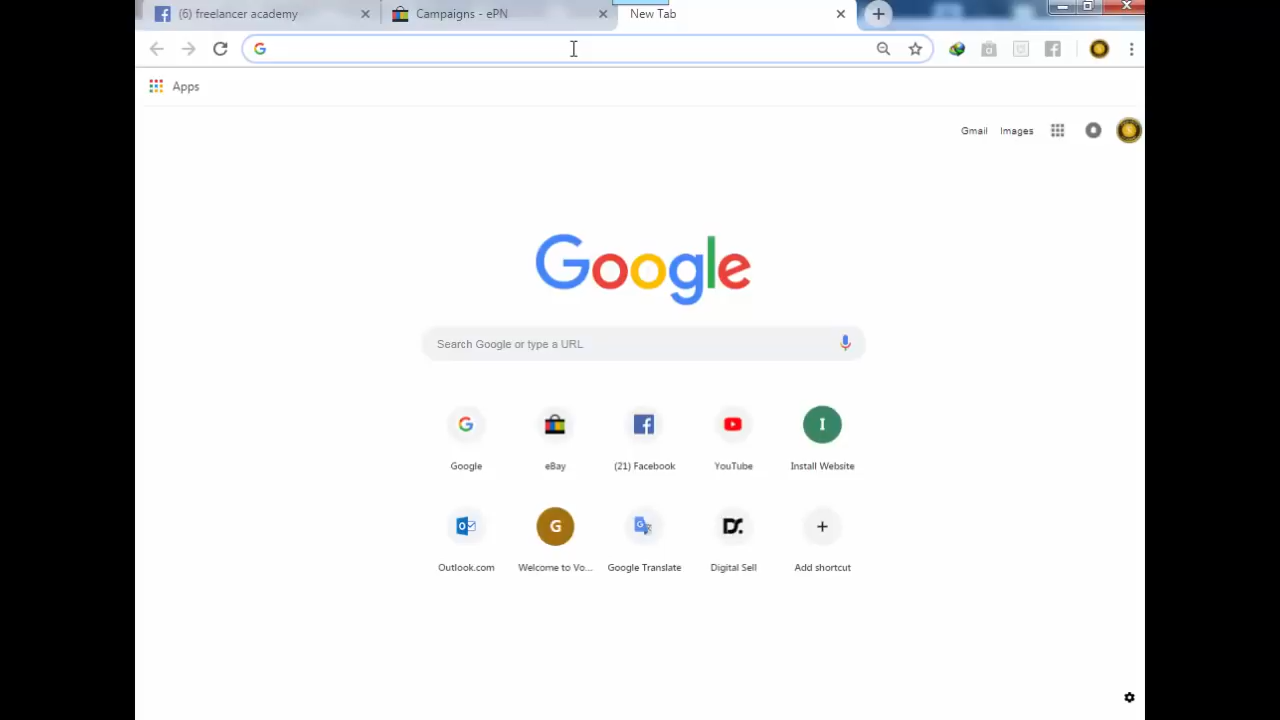 (6) freelancer academy
Campaigns - ePN
New Tab
Apps
Gmail Images
Google
Search Google or type a URL
Google
eBay
(21) Facebook
YouTube
I
Install Website
Outlook.com
G
Welcome to Vo...
Google Translate
D.
Digital Sell
Add shortcut